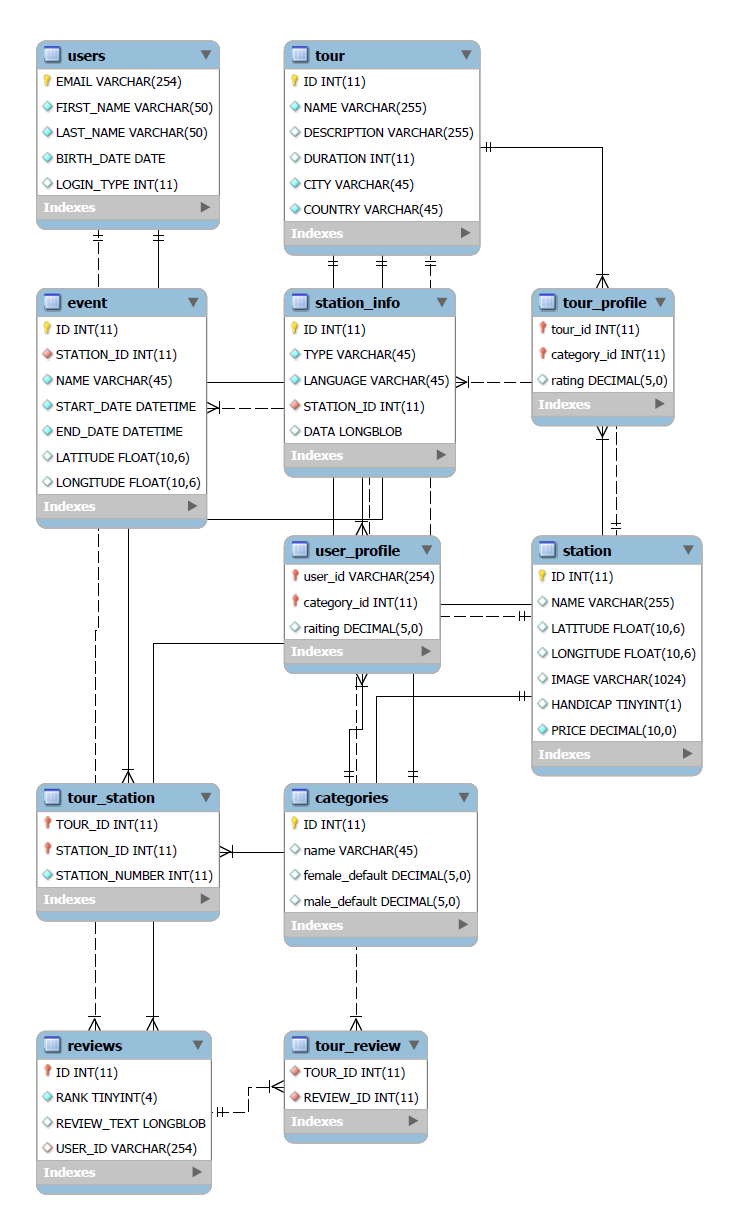 users
EMAIL VARCHAR(254)
FIRST_NAME VARCHAR(50)
LAST_NAME VARCHAR(50)
BIRTH_DATE DATE
LOGIN_TYPE INT(11)
Indexes
tour
ID INT(11)
NAME VARCHAR(255)
DESCRIPTION VARCHAR(255)
DURATION INT(11)
CITY VARCHAR(45)
COUNTRY VARCHAR(45)
Indexes
event
ID INT(11)
STATION_ID INT(11)
NAME VARCHAR(45)
START_DATE DATETIME
END_DATE DATETIME
LATITUDE FLOAT(10,6)
LONGITUDE FLOAT(10,6)
Indexes
station_info
ID INT(11)
TYPE VARCHAR(45)
LANGUAGE VARCHAR(45)
STATION_ID INT(11)
DATA LONGBLOB
Indexes
tour_profile
tour_id INT(11)
category_id INT(11)
rating DECIMAL(5,0)
Indexes
user_profile
user_id VARCHAR(254)
category_id INT(11)
raiting DECIMAL(5,0)
Indexes
station
ID INT(11)
NAME VARCHAR(255)
LATITUDE FLOAT(10,6)
LONGITUDE FLOAT(10,6)
IMAGE VARCHAR(1024)
HANDICAP TINYINT(1)
PRICE DECIMAL(10,0)
Indexes
tour_station
TOUR_ID INT(11)
STATION_ID INT(11)
STATION_NUMBER INT(11)
Indexes
categories
ID INT(11)
name VARCHAR(45)
female_default DECIMAL(5,0)
male_default DECIMAL(5,0)
Indexes
reviews
ID INT(11)
RANK TINYINT(4)
REVIEW_TEXT LONGBLOB
USER_ID VARCHAR(254)
Indexes
tour_review
TOUR_ID INT(11)
REVIEW_ID INT(11)
Indexes